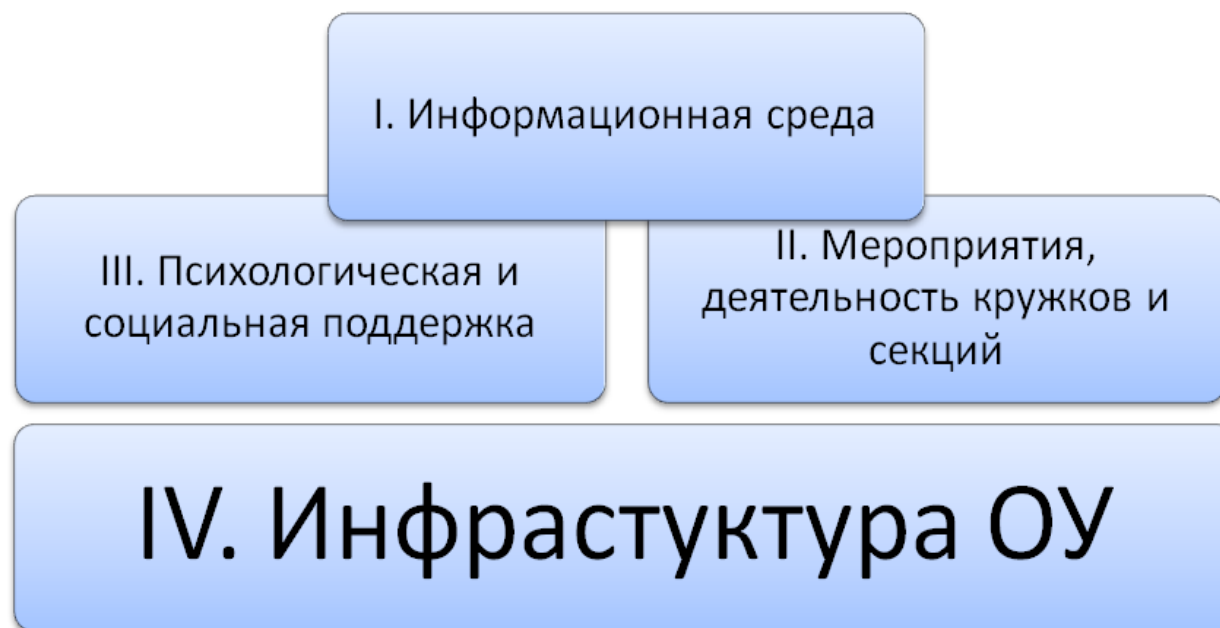 I. Информационная среда
III. Психологическая и
социальная поддержка
II. Мероприятия,
деятельность кружков и
секций
IV. Инфрастуктура ОУ